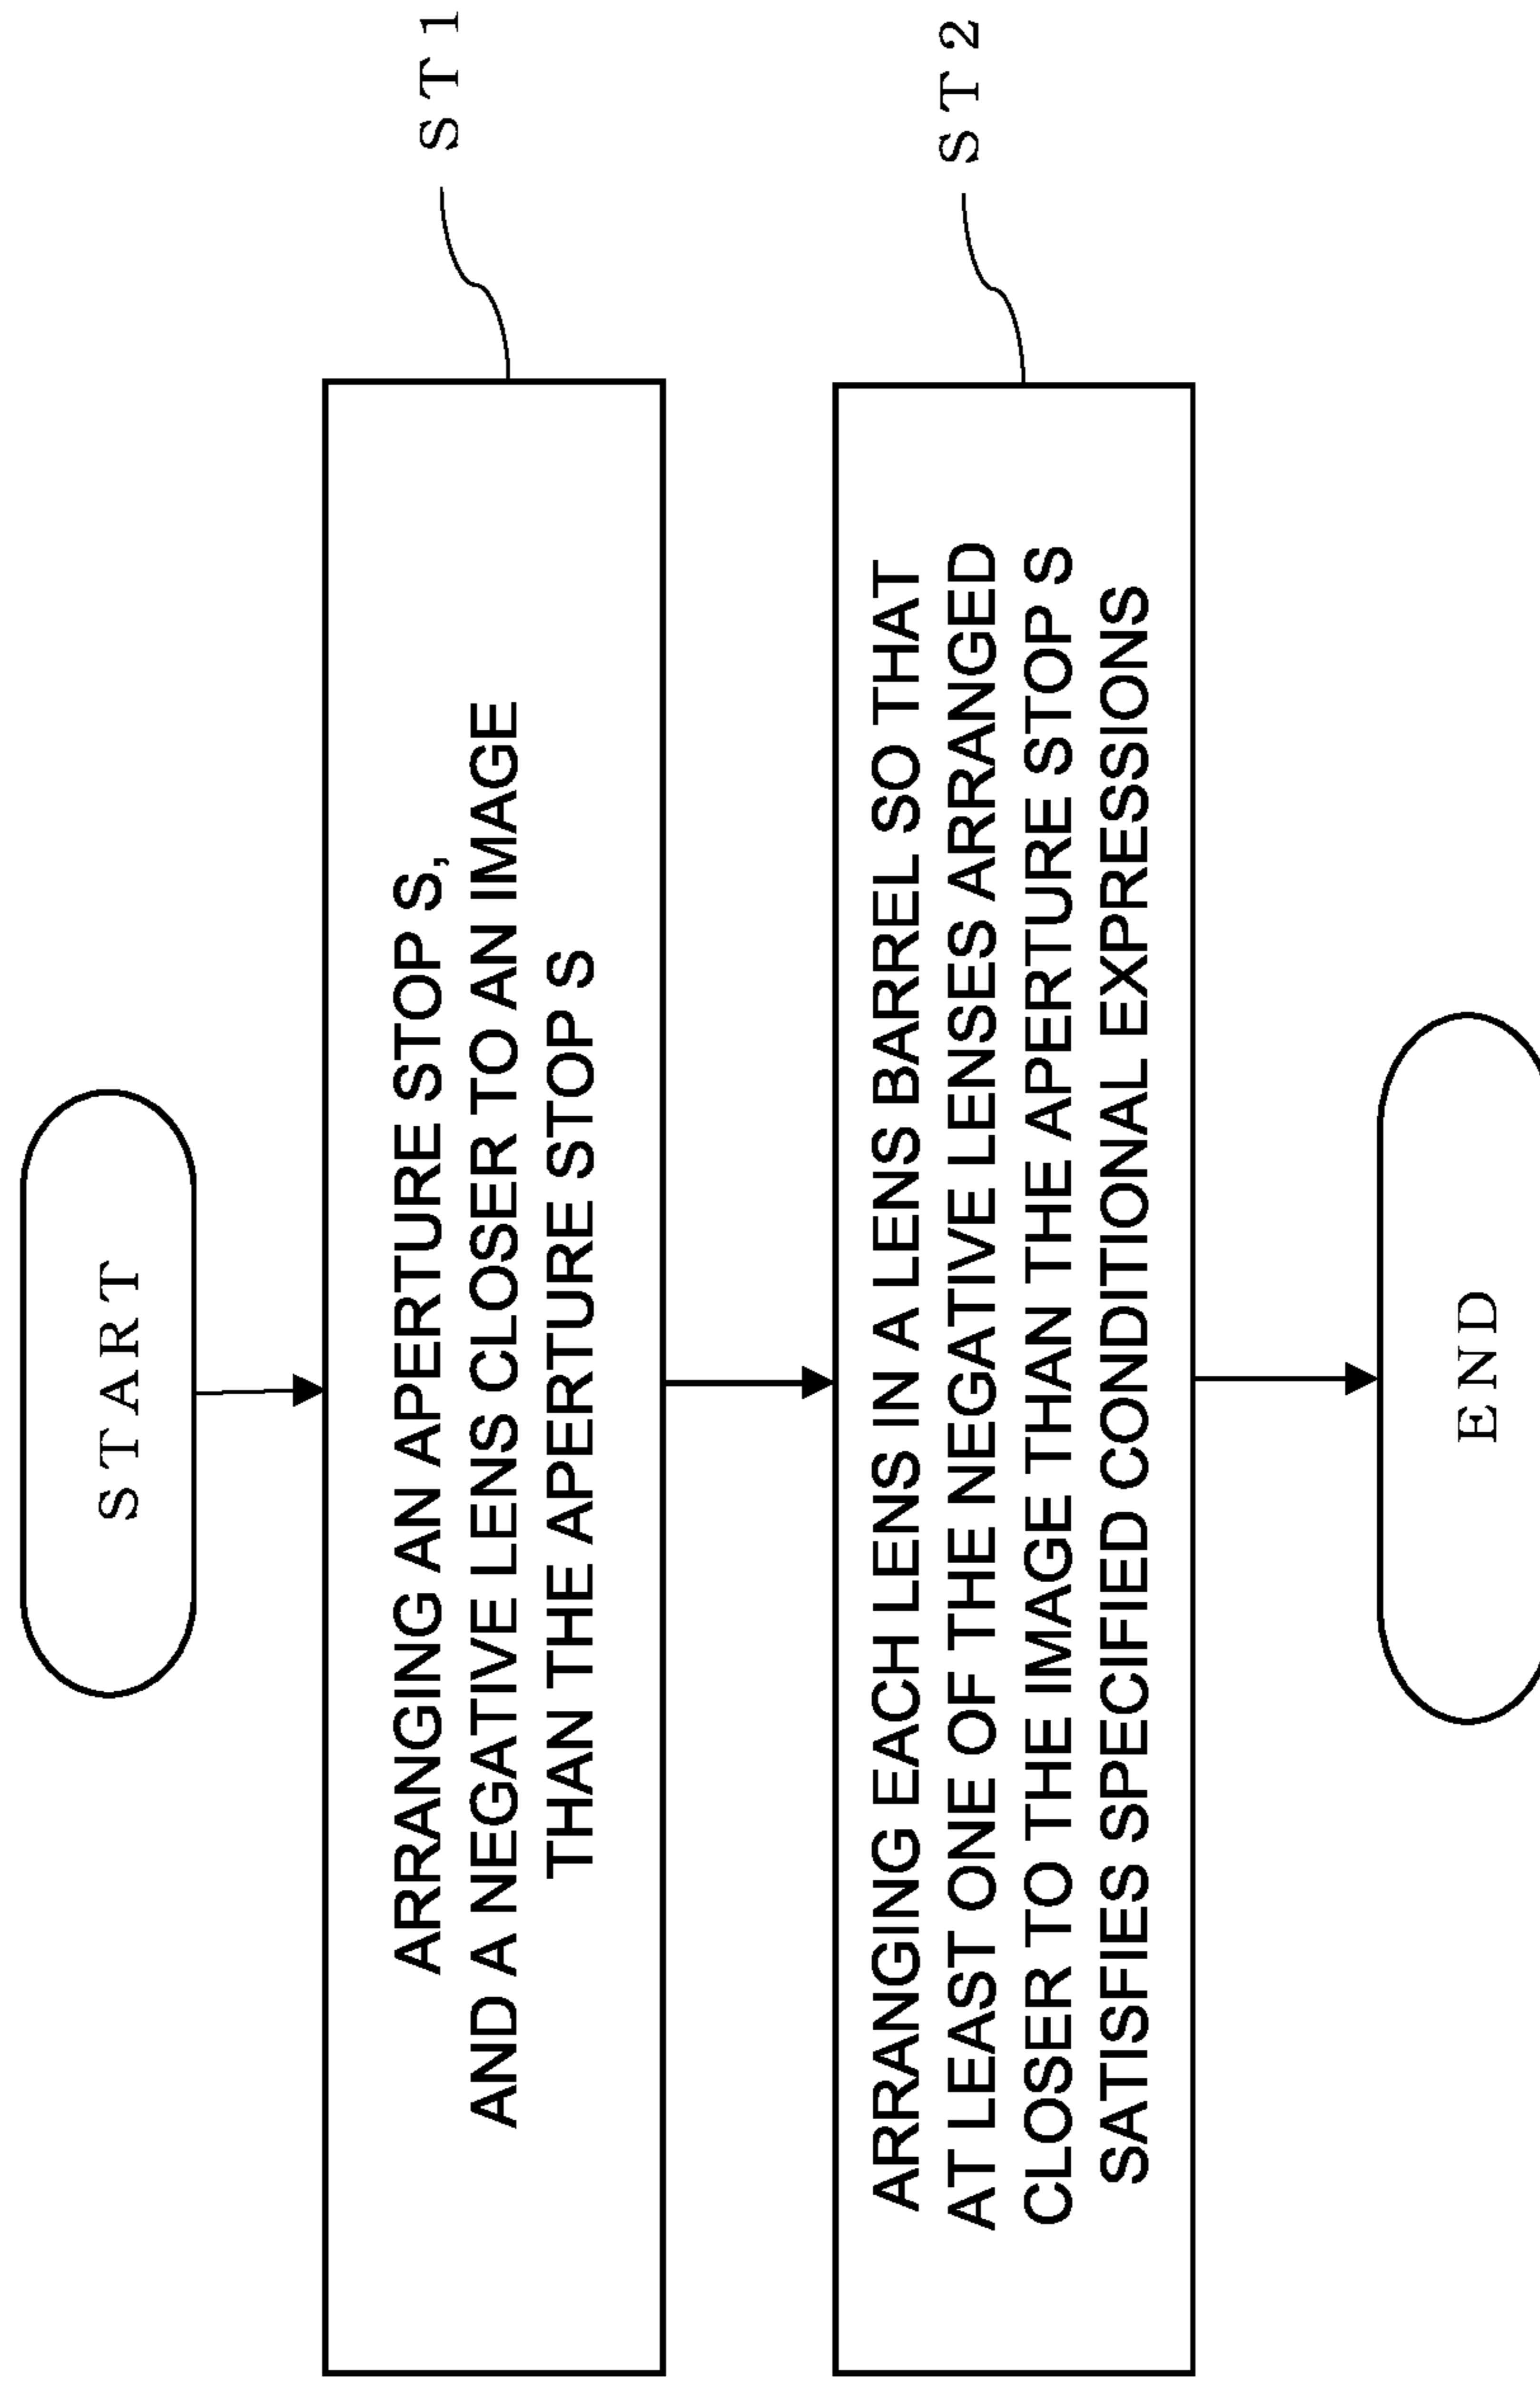 START
ST1
ARRANGING AN APERTURE STOP S,
AND A NEGATIVE LENS CLOSER TO AN IMAGE
THAN THE APERTURE STOP S
ST2
ARRANGING EACH LENS IN A LENS BARREL SO THAT
AT LEAST ONE OF THE NEGATIVE LENSES ARRANGED
CLOSER TO THE IMAGE THAN THE APERTURE STOP S
SATISFIES SPECIFIED CONDITIONAL EXPRESSIONS
END